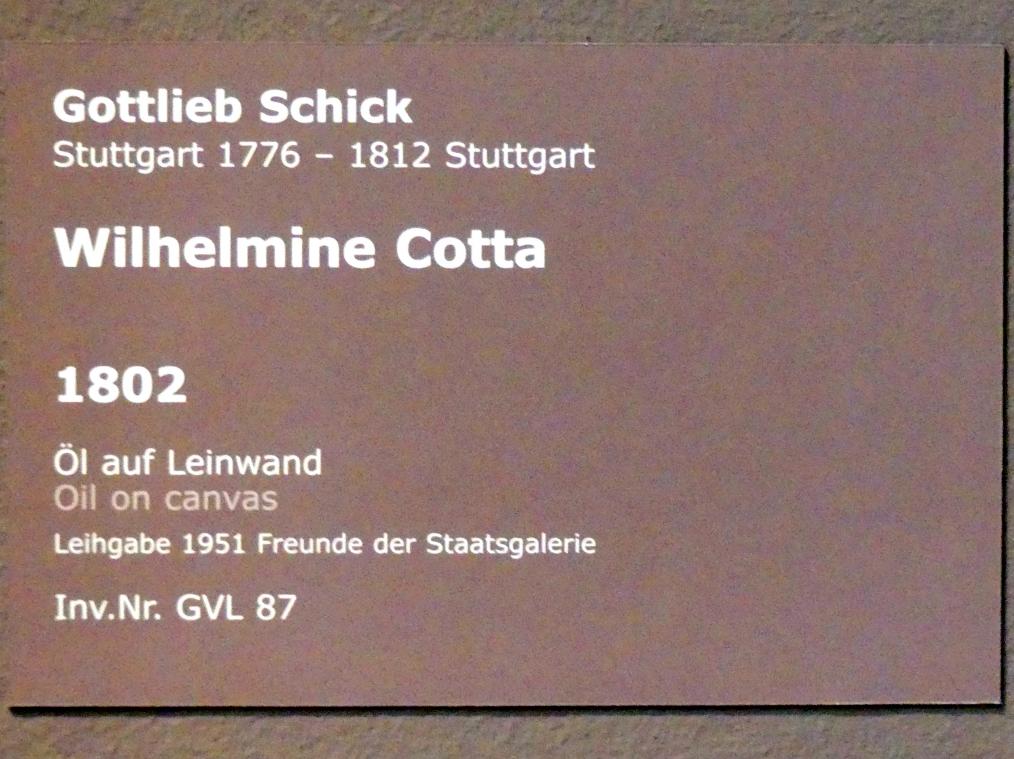 Gottlieb Schick
Stuttgart 1776 – 1812 Stuttgart
Wilhelmine Cotta
1802
Öl auf Leinwand
Oil on canvas
Leihgabe 1951 Freunde der Staatsgalerie
Inv.Nr. GVL 87